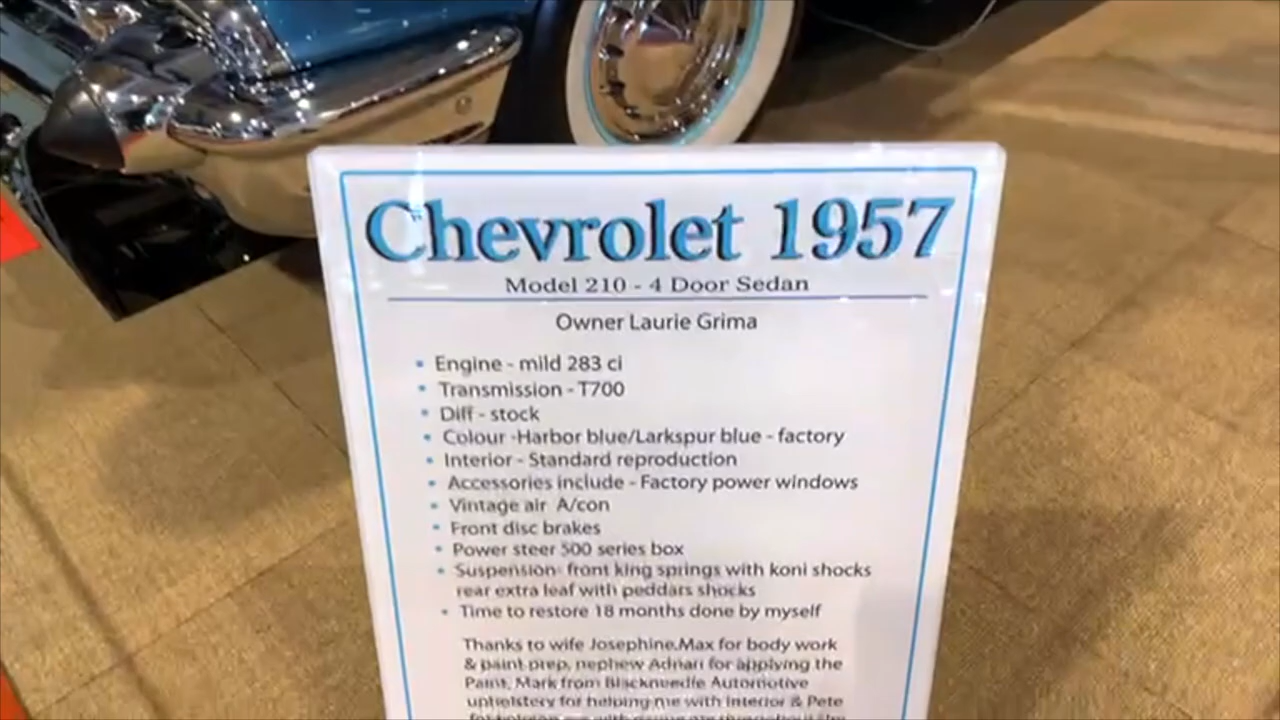 Chevrolet 1957
Model 210 - 4 Door Sedan
Owner Laurie Grima
• Engine - mild 283 ci
• Transmission - T700
• Diff - stock
• Colour -Harbor blue/Larkspur blue - factory
• Interior - Standard reproduction
• Accessories include - Factory power windows
• Vintage air A/con
• Front disc brakes
• Power steer 500 series box
• Suspension- front king springs with koni shocks
rear extra leaf with peddars shocks
• Time to restore 18 months done by myself
Thanks to wife Josephine.Max for body work
& paint prep, nephew Adrian for applying the
Paint, Mark from Blackneedle Automotive
upholstery for helping me with interior & Pete